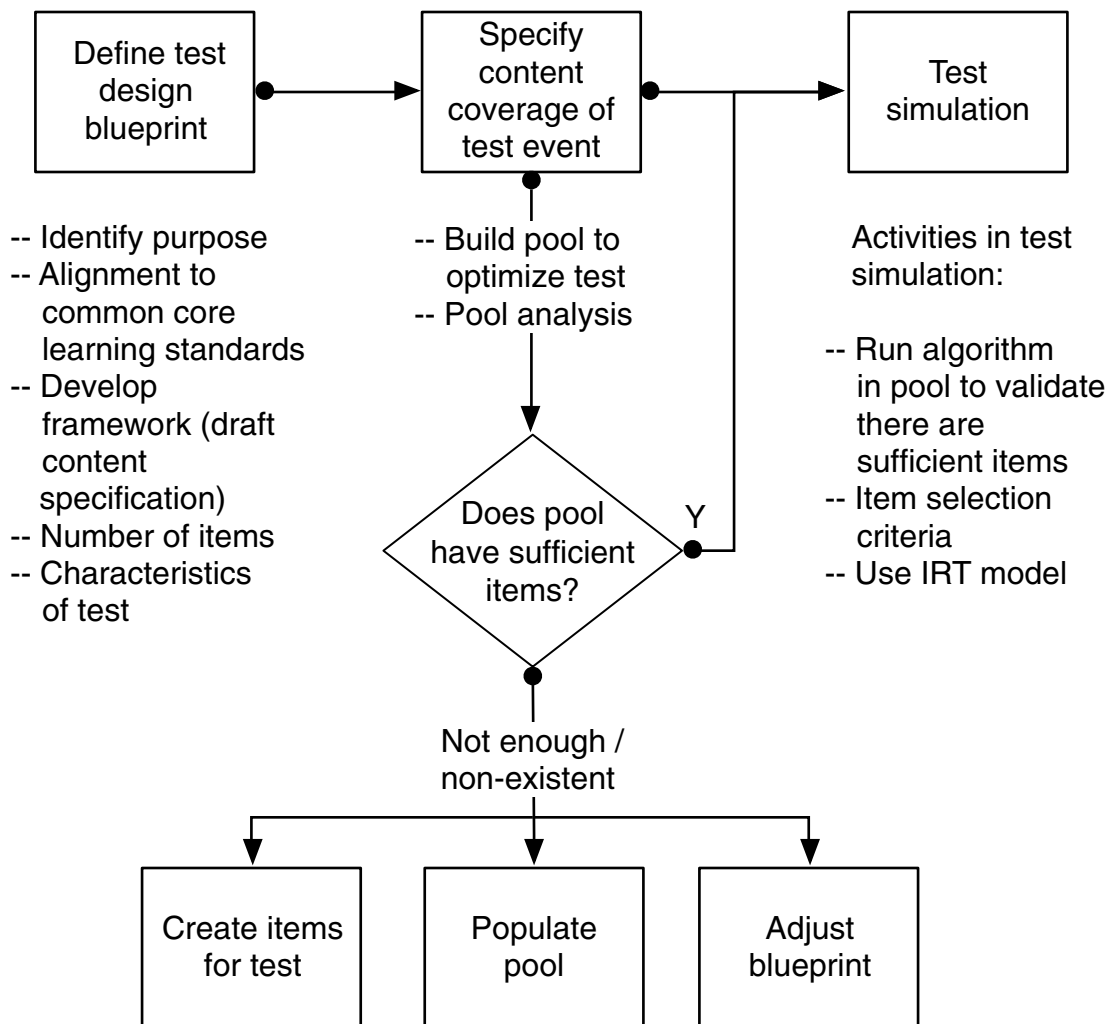 Define test
design
blueprint
Specify
content
coverage of
test event
Test
simulation
-- Identify purpose
-- Alignment to
common core
learning standards
-- Develop
framework (draft
content
specification)
-- Number of items
-- Characteristics
of test
-- Build pool to
optimize test
-- Pool analysis
Activities in test
simulation:
-- Run algorithm
in pool to validate
there are
sufficient items
-- Item selection
criteria
-- Use IRT model
Does pool
have sufficient
items?
Y
Not enough /
non-existent
Create items
for test
Populate
pool
Adjust
blueprint